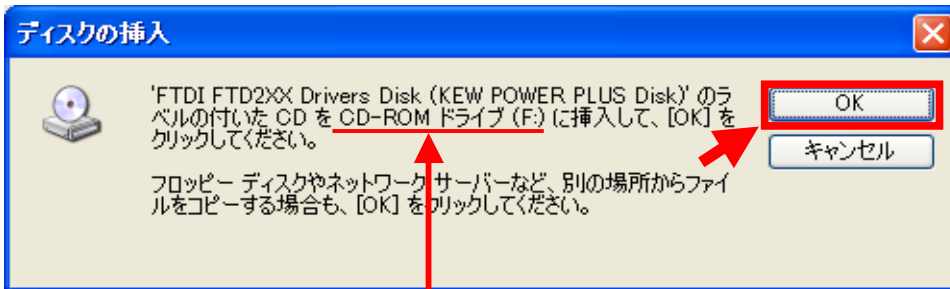 ディスクの挿入
'FTDI FTD2XX Drivers Disk (KEW POWER PLUS Disk)' のラ
ベルの付いた CD を CD-ROM ドライブ (F:) に挿入して、[OK] を
クリックしてください。
フロッピー ディスクやネットワーク サーバーなど、別の場所からファイ
ルをコピーする場合も、[OK] をクリックしてください。
OK
キャンセル